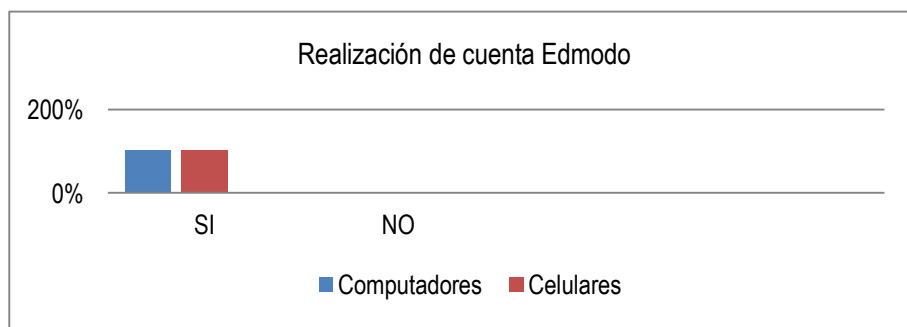 Realización de cuenta Edmodo
200%
0%
SI NO
Computadores Celulares